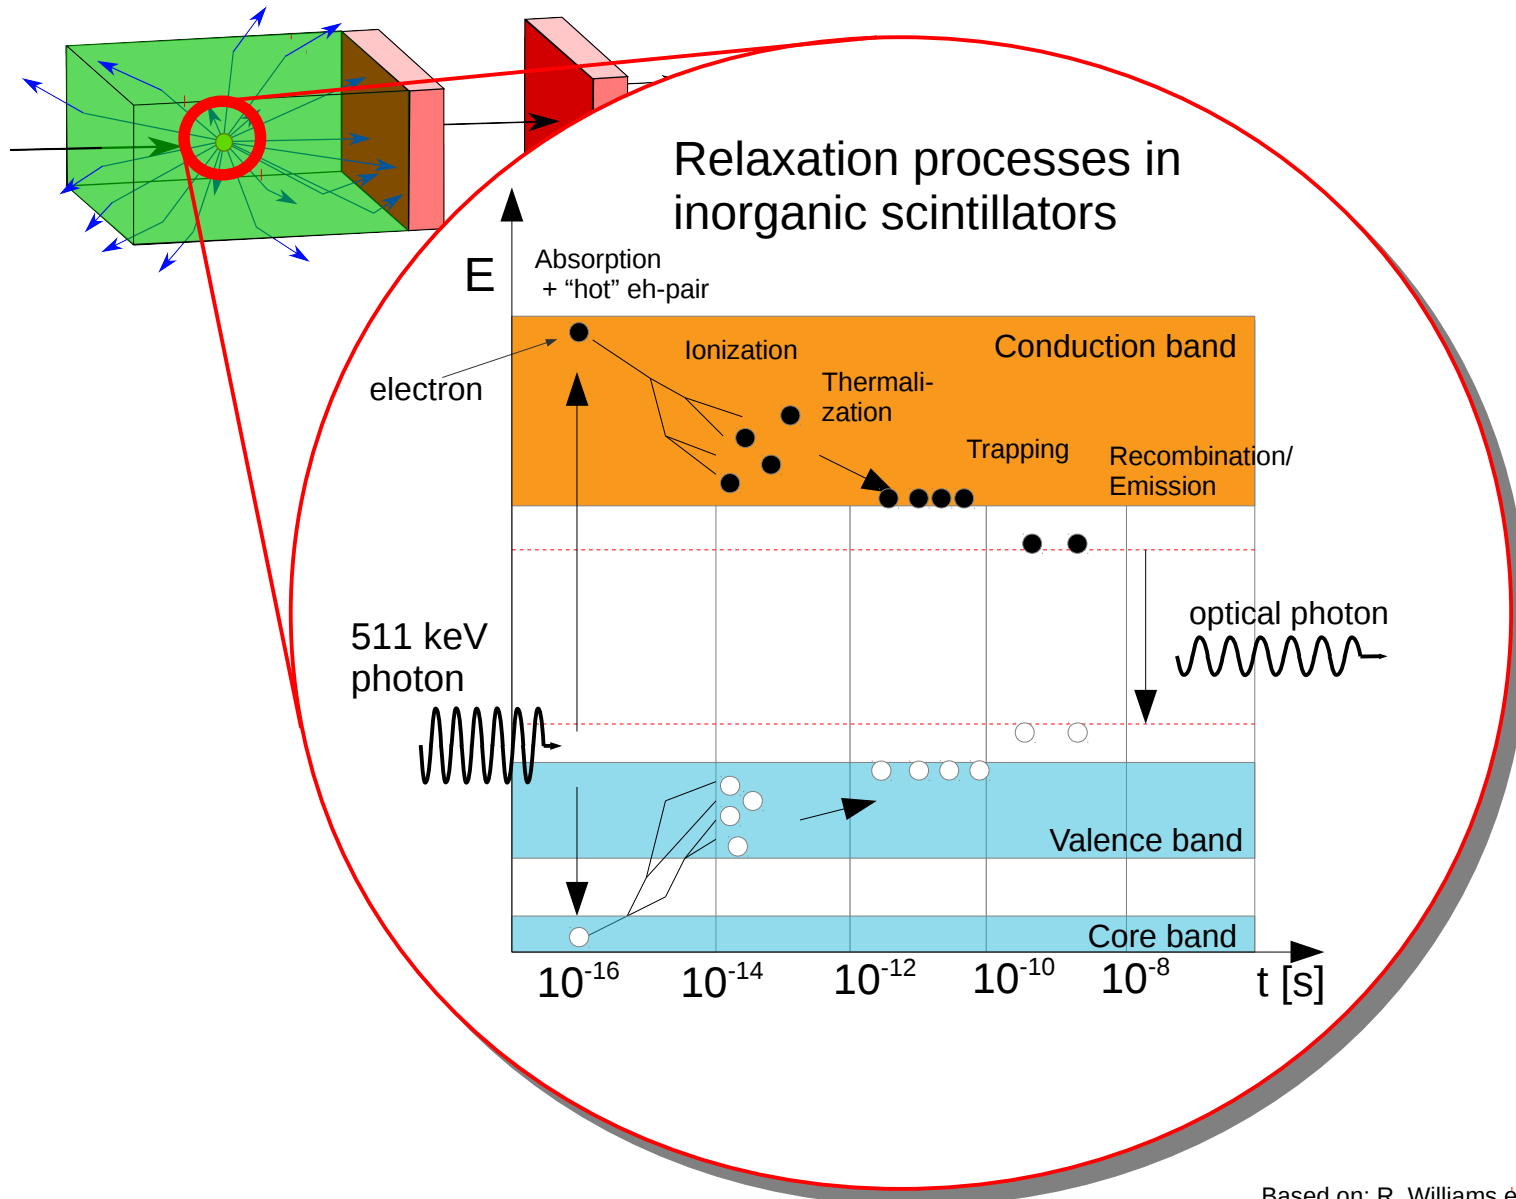 Relaxation processes in
inorganic scintillators
E
Absorption
+ “hot” eh-pair
Conduction band
Ionization
electron
Thermali-
zation
Trapping
Recombination/
Emission
optical photon
511 keV
photon
Valence band
Core band
10^-16 10^-14 10^-12 10^-10 10^-8 t [s]
Based on: R. Williams e